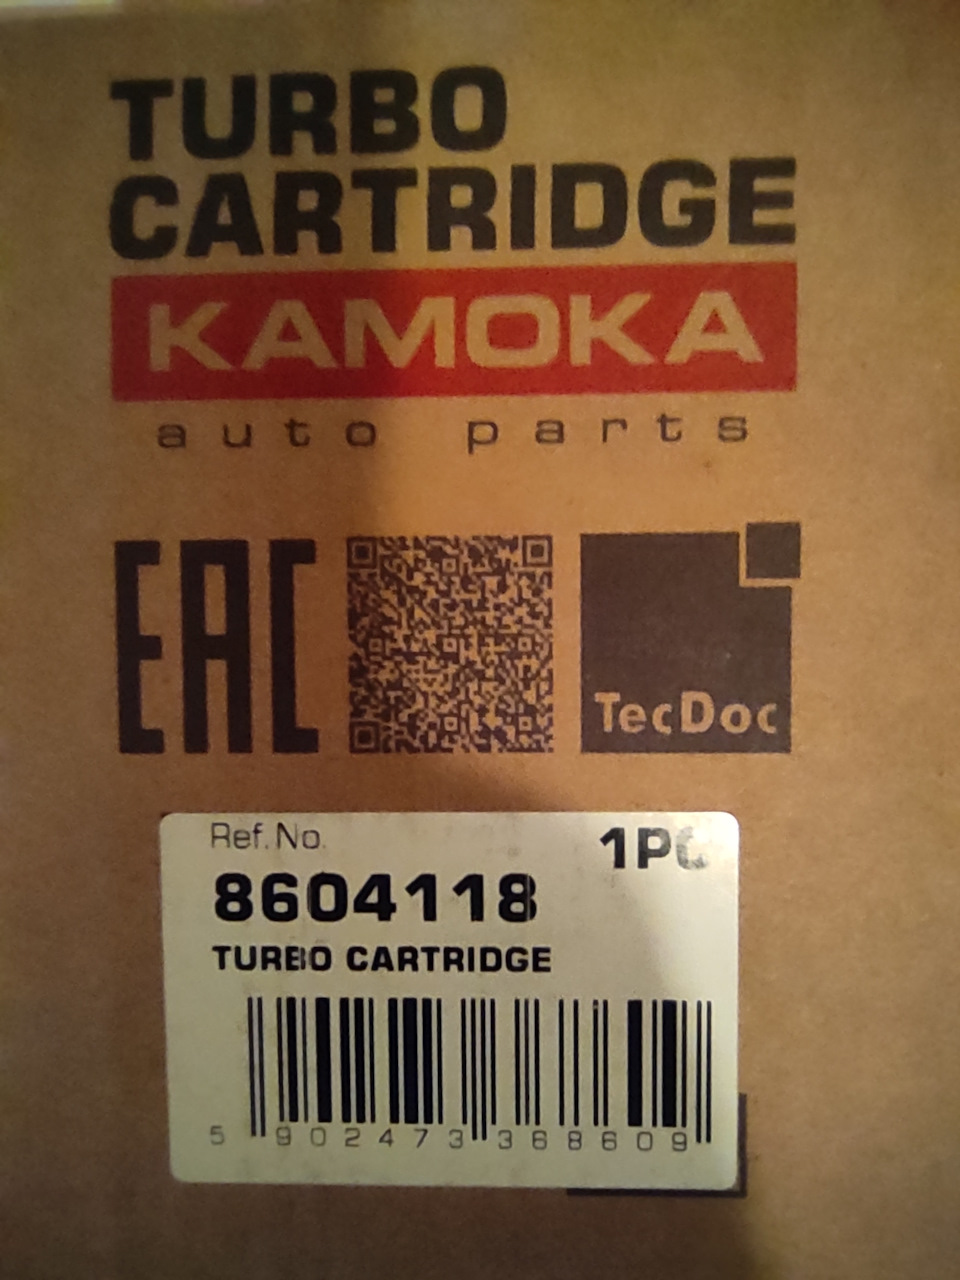 TURBO
CARTRIDGE
KAMOKA
auto parts
EAC
TecDoc
Ref. No.
1PC
8604118
TURBO CARTRIDGE
5 902473 368609